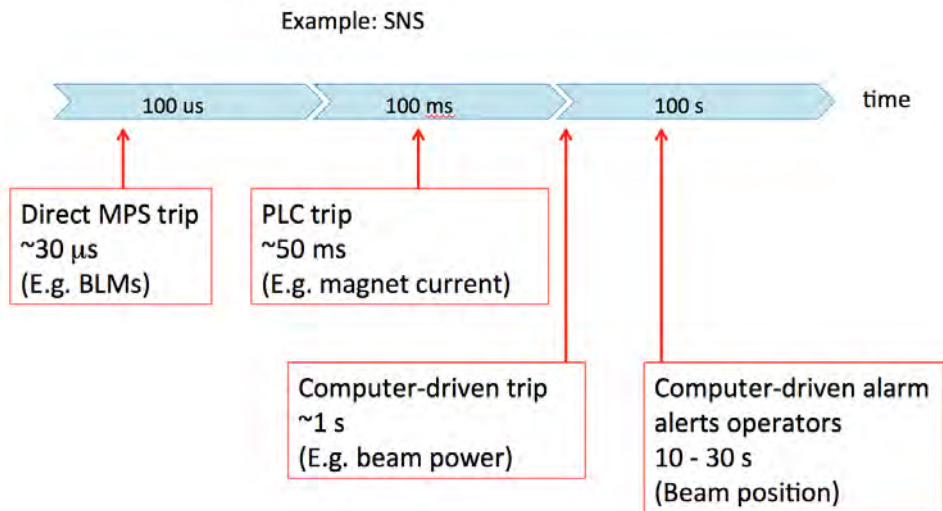 Example: SNS
100 us
100 ms
100 s
time
Direct MPS trip
~30 μs
(E.g. BLMs)
PLC trip
~50 ms
(E.g. magnet current)
Computer-driven trip
~1 s
(E.g. beam power)
Computer-driven alarm
alerts operators
10 - 30 s
(Beam position)